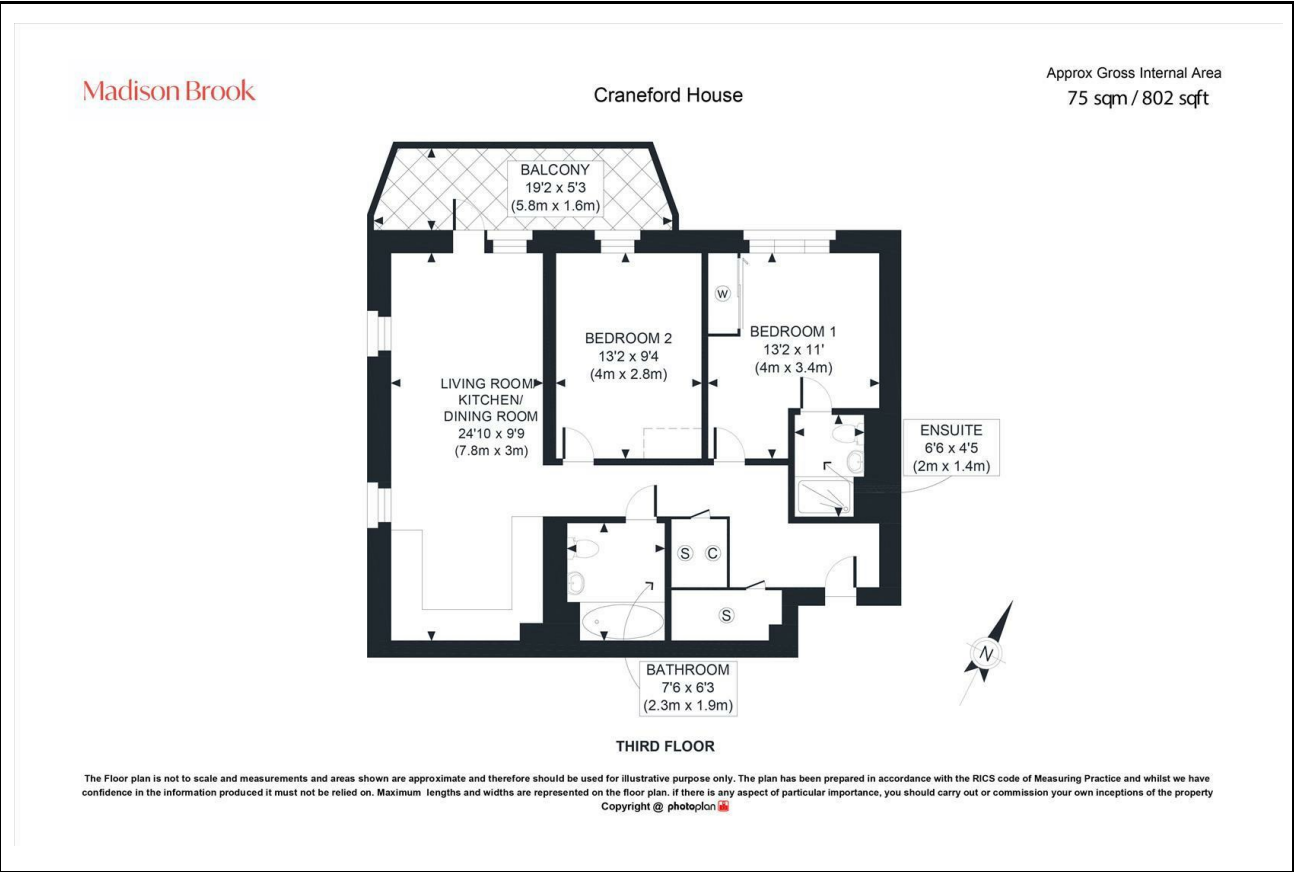 Madison Brook
Craneford House
Approx Gross Internal Area
75 sqm / 802 sqft
BALCONY
19'2 x 5'3
(5.8m x 1.6m)
W
BEDROOM 2
13'2 x 9'4
(4m x 2.8m)
BEDROOM 1
13'2 x 11'
(4m x 3.4m)
LIVING ROOM/
KITCHEN/
DINING ROOM
24'10 x 9'9
(7.8m x 3m)
ENSUITE
6'6 x 4'5
(2m x 1.4m)
S C
S
BATHROOM
7'6 x 6'3
(2.3m x 1.9m)
N
THIRD FLOOR
The Floor plan is not to scale and measurements and areas shown are approximate and therefore should be used for illustrative purpose only. The plan has been prepared in accordance with the RICS code of Measuring Practice and whilst we have
confidence in the information produced it must not be relied on. Maximum lengths and widths are represented on the floor plan. if there is any aspect of particular importance, you should carry out or commission your own inceptions of the property
Copyright @ photoplan